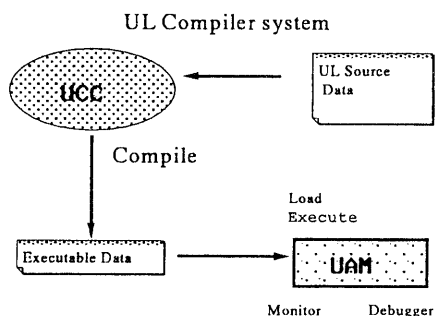 UL Compiler system
UCC
UL Source
Data
Compile
Load
Execute
Executable Data
UAM
Monitor Debugger